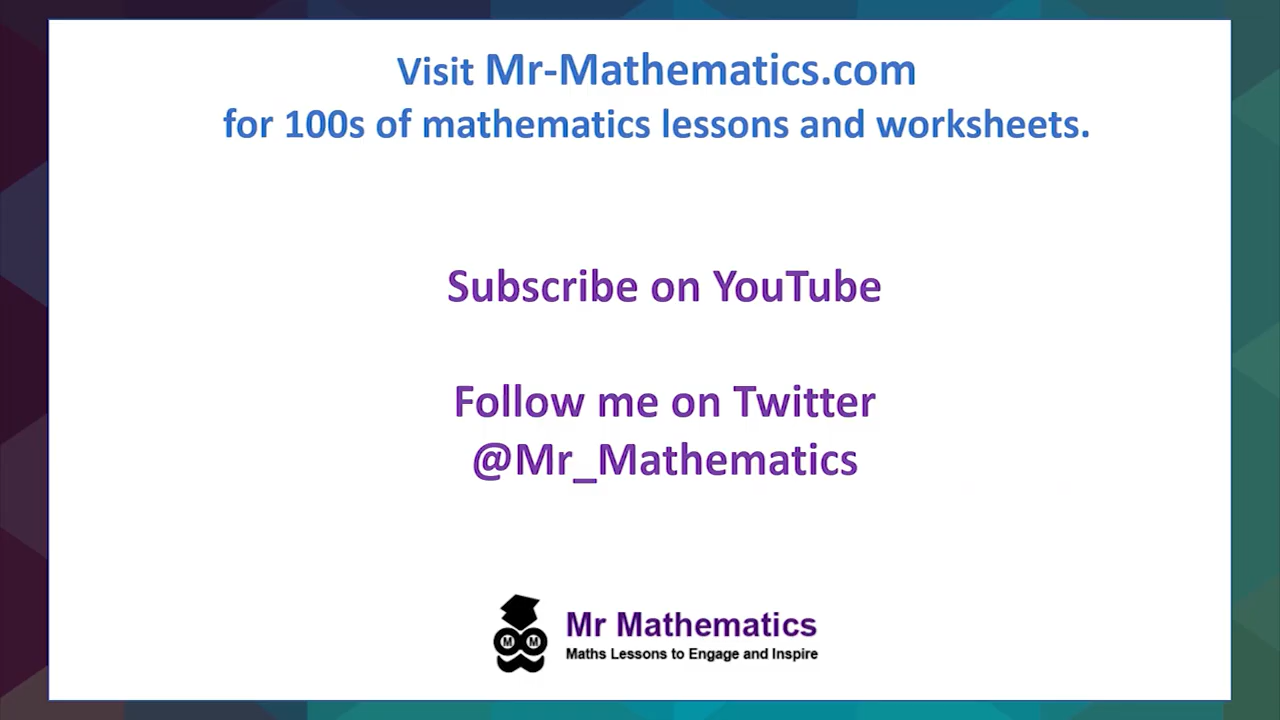 Visit Mr-Mathematics.com
for 100s of mathematics lessons and worksheets.
Subscribe on YouTube
Follow me on Twitter
@Mr_Mathematics
M M
Mr Mathematics
Maths Lessons to Engage and Inspire